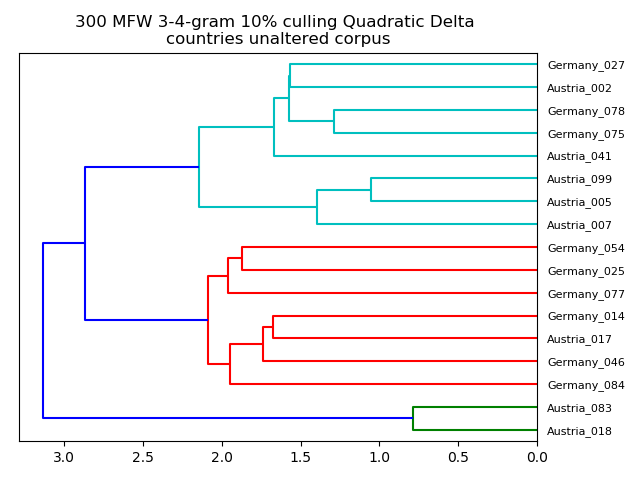 300 MFW 3-4-gram 10% culling Quadratic Delta
countries unaltered corpus
Germany_027
Austria_002
Germany_078
Germany_075
Austria_041
Austria_099
Austria_005
Austria_007
Germany_054
Germany_025
Germany_077
Germany_014
Austria_017
Germany_046
Germany_084
Austria_083
Austria_018
3.0 2.5 2.0 1.5 1.0 0.5 0.0